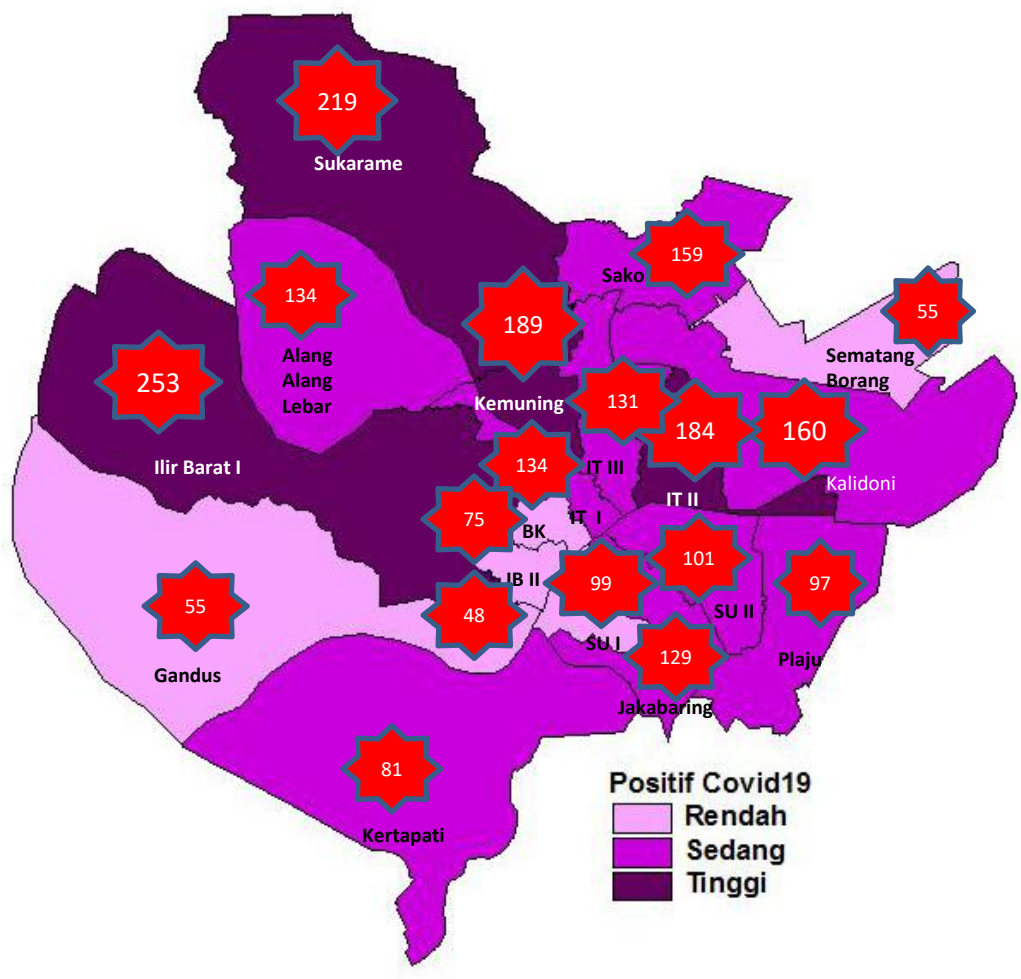 219
Sukarame
159
Sako
134
Alang
Alang
Lebar
55
Sematang
Borang
189
Kemuning
253
Ilir Barat I
131
184
160
134
IT III
IT II
Kalidoni
75
BK
IT I
101
SU II
99
97
IB II
48
55
Gandus
SU I
129
Plaju
Jakabaring
81
Kertapati
Positif Covid19
Rendah
Sedang
Tinggi